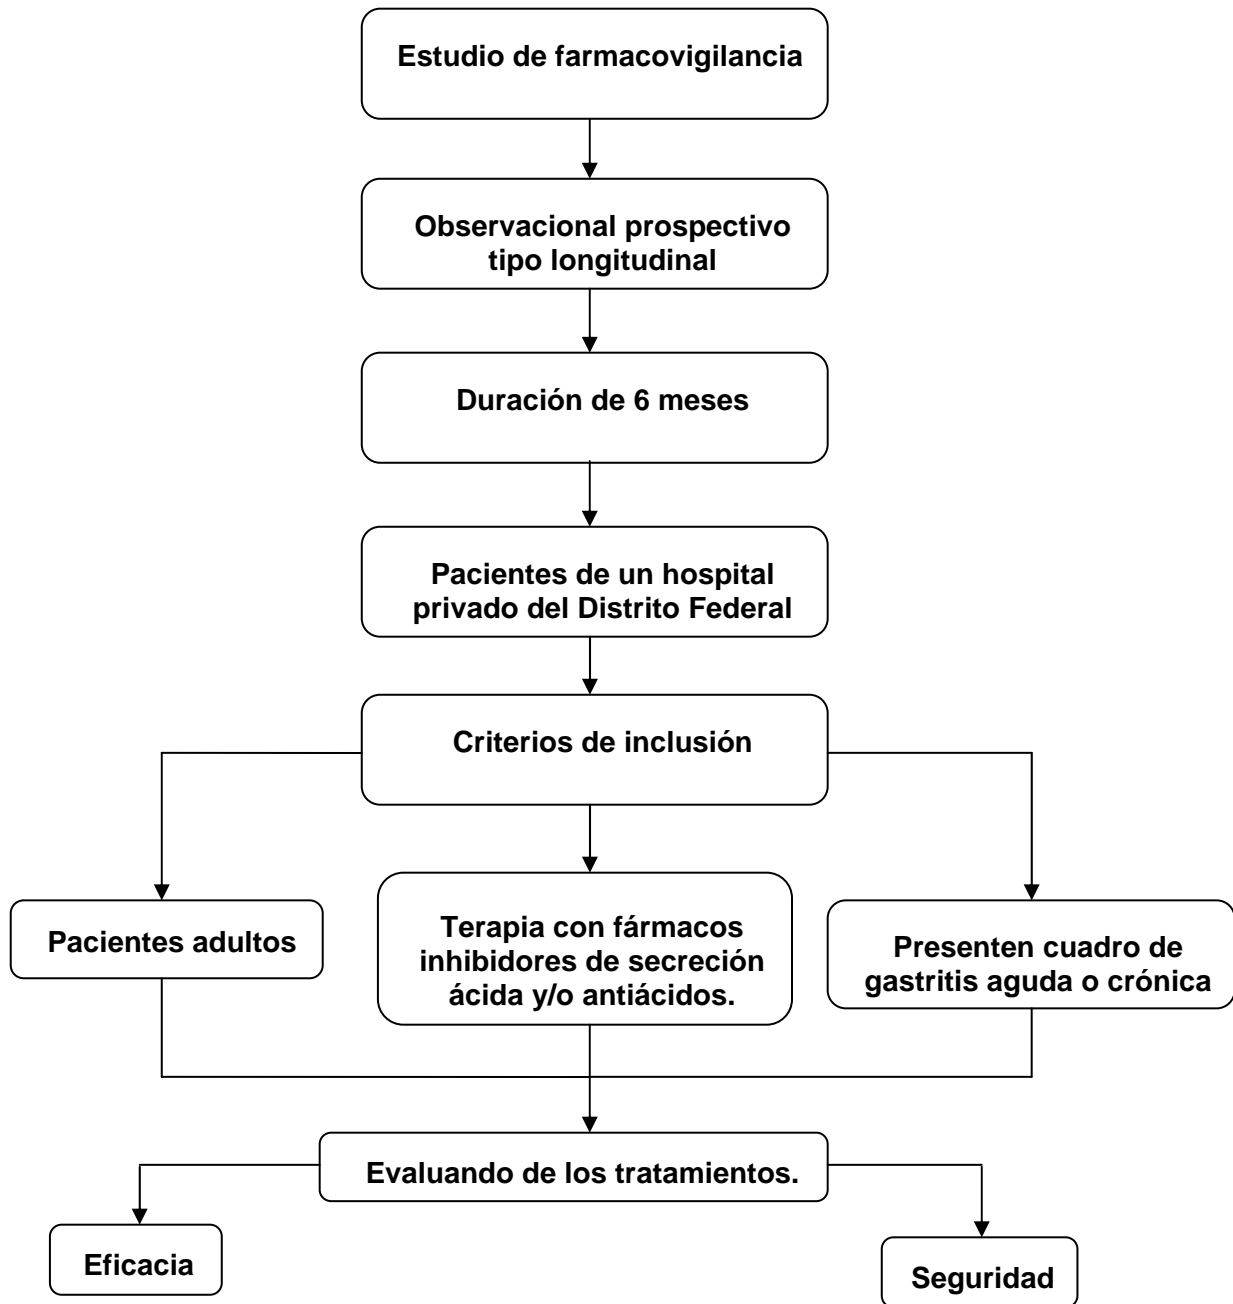 Estudio de farmacovigilancia
Observacional prospectivo
tipo longitudinal
Duración de 6 meses
Pacientes de un hospital
privado del Distrito Federal
Criterios de inclusión
Pacientes adultos
Terapia con fármacos
inhibidores de secreción
ácida y/o antiácidos.
Presenten cuadro de
gastritis aguda o crónica
Evaluando de los tratamientos.
Eficacia
Seguridad